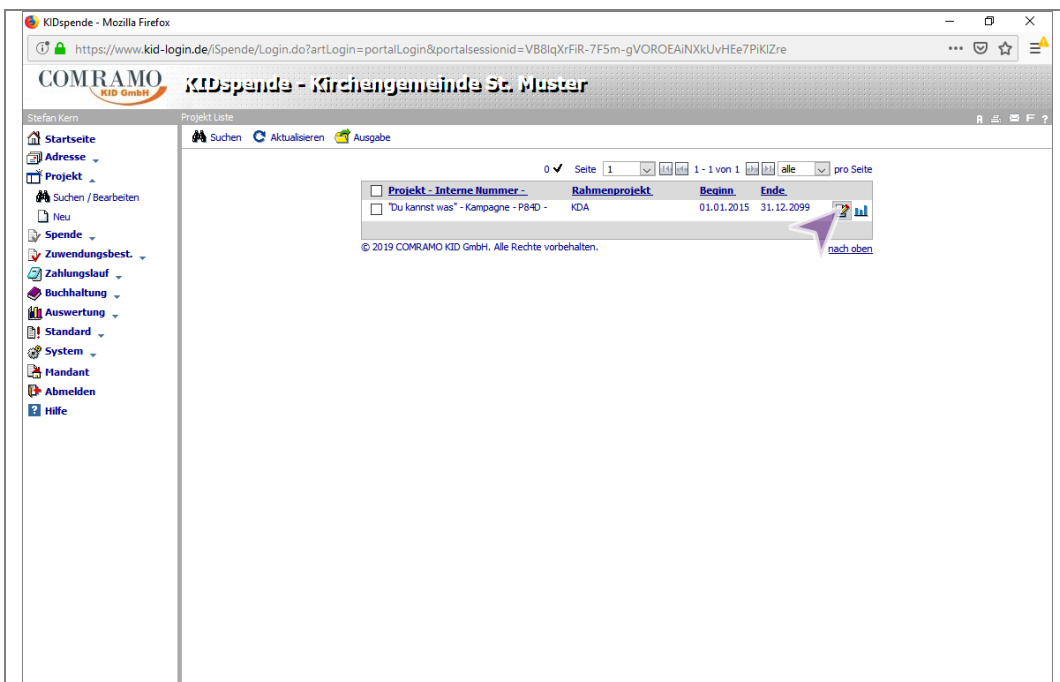 KIDspende - Mozilla Firefox
https://www.kid-login.de/iSpende/Login.do?artLogin=portalLogin&portalsessionid=VB8lqXrFiR-7F5m-gVOROEAiNXkUvHEe7PiKlZre
COMRAMO
KID GmbH
KIDspende - Kirchengemeinde St. Muster
Stefan Kern
Projekt Liste
R
F ?
Startseite
Suchen Aktualisieren Ausgabe
Adresse
Projekt
Suchen / Bearbeiten
Neu
Spende
Zuwendungsbest.
Zahlungslauf
Buchhaltung
Auswertung
Standard
System
Mandant
Abmelden
Hilfe
0 ✔ Seite 1 1 - 1 von 1 alle pro Seite
Projekt - Interne Nummer - Rahmenprojekt Beginn Ende
"Du kannst was" - Kampagne - P84D - KDA 01.01.2015 31.12.2099
© 2019 COMRAMO KID GmbH. Alle Rechte vorbehalten.
nach oben